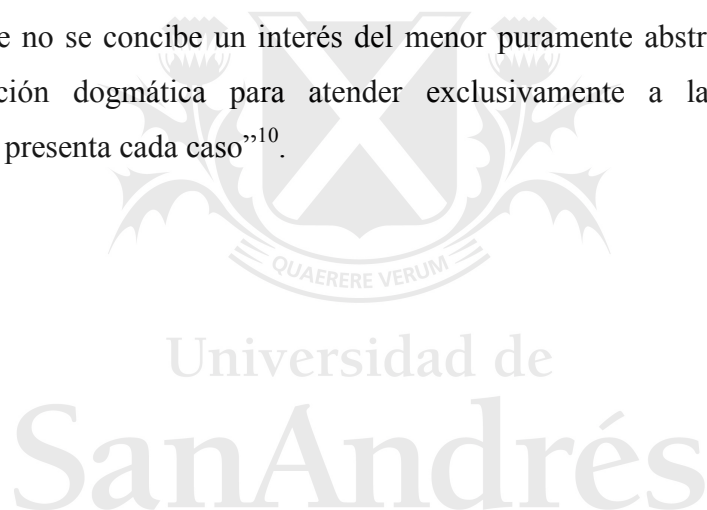 e no se concibe un interés del menor puramente abstr
ción dogmática para atender exclusivamente a la
presenta cada caso”¹⁰.
QUAERERE VERUM
Universidad de
SanAndrés